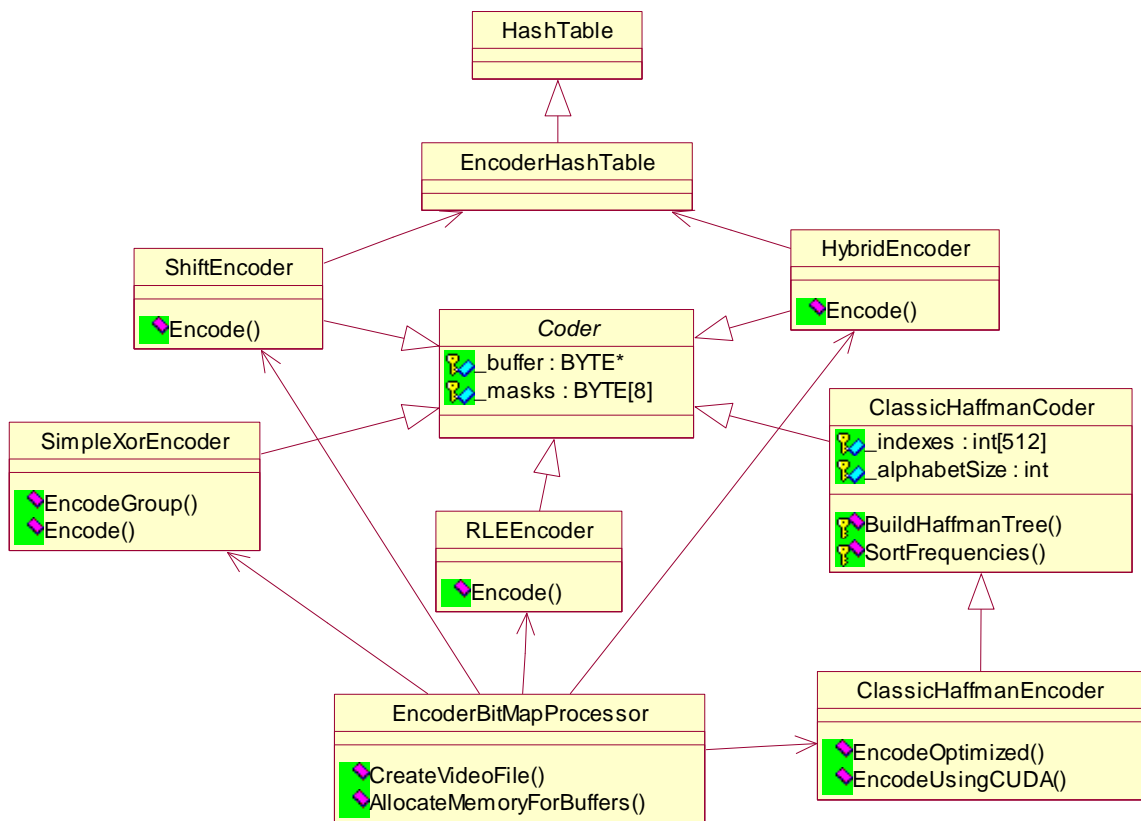 HashTable
EncoderHashTable
ShiftEncoder
Encode()
HybridEncoder
Encode()
Coder
_buffer : BYTE*
_masks : BYTE[8]
SimpleXorEncoder
EncodeGroup()
Encode()
RLEEncoder
Encode()
ClassicHaffmanCoder
_indexes : int[512]
_alphabetSize : int
BuildHaffmanTree()
SortFrequencies()
EncoderBitMapProcessor
CreateVideoFile()
AllocateMemoryForBuffers()
ClassicHaffmanEncoder
EncodeOptimized()
EncodeUsingCUDA()